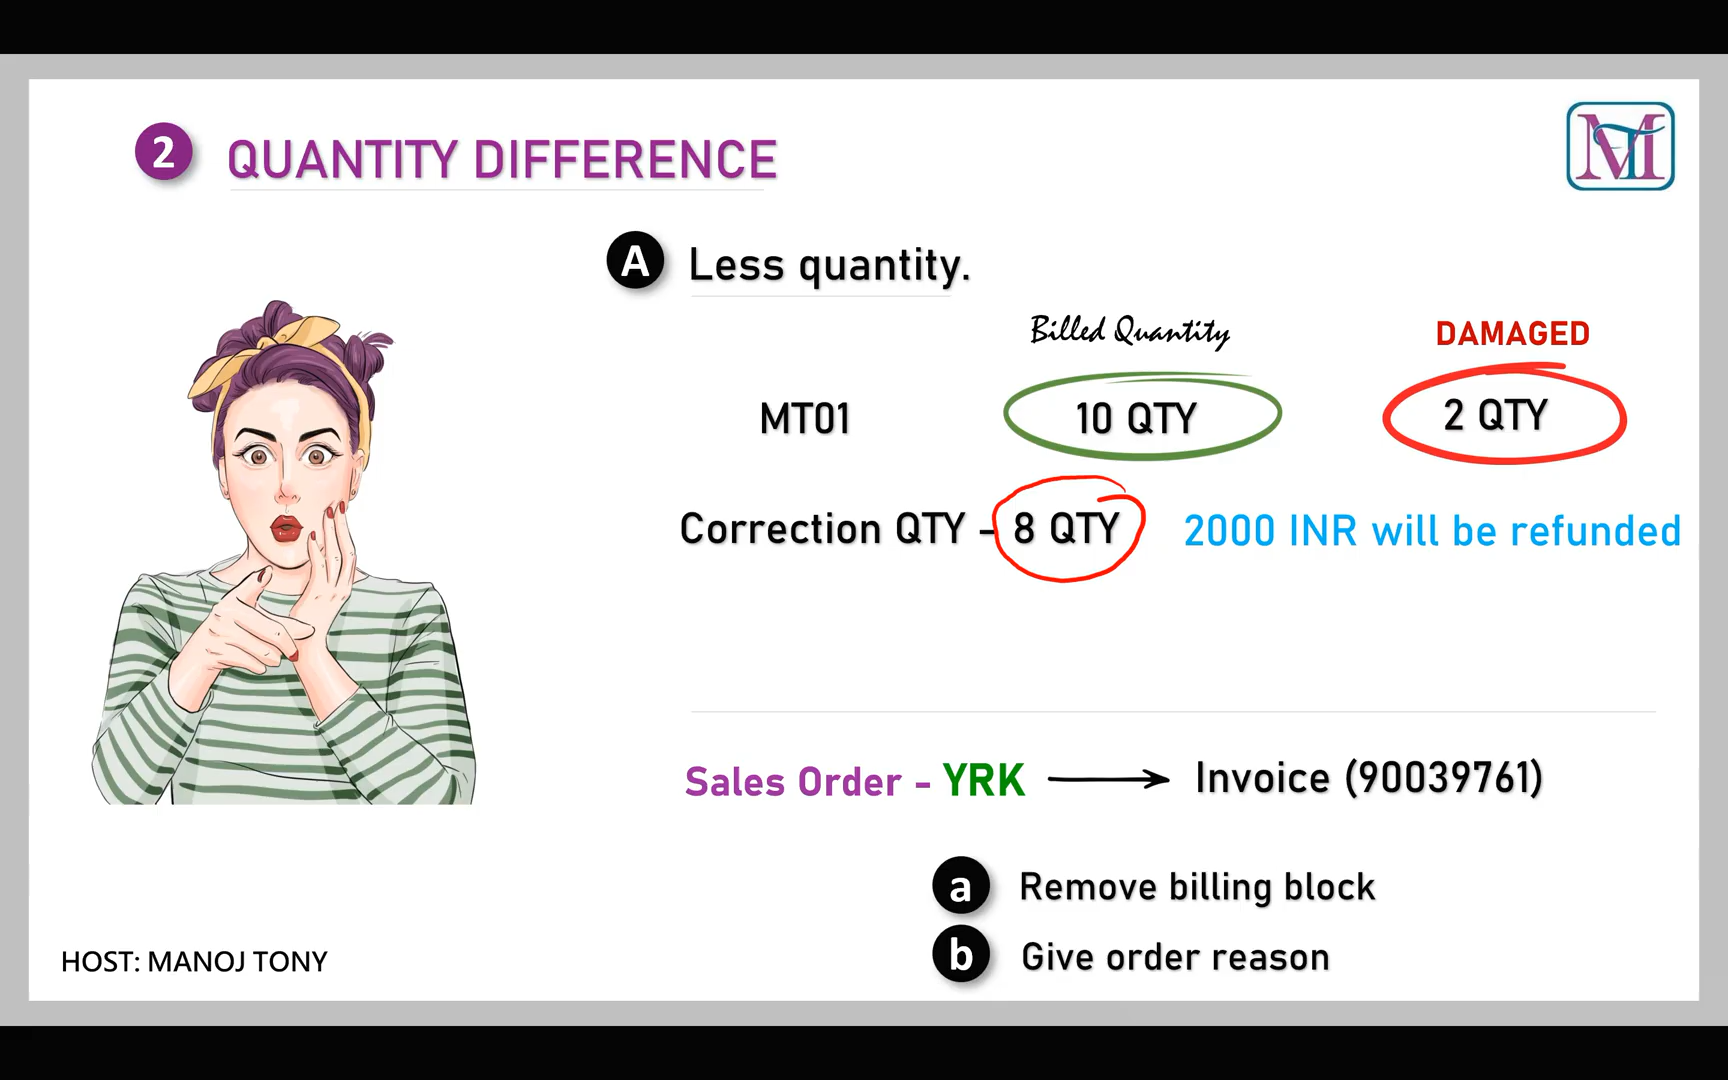 2 QUANTITY DIFFERENCE
MT
A Less quantity.
Billed Quantity DAMAGED
MT01 10 QTY 2 QTY
Correction QTY - 8 QTY 2000 INR will be refunded
Sales Order - YRK Invoice (90039761)
a Remove billing block
b Give order reason
HOST: MANOJ TONY